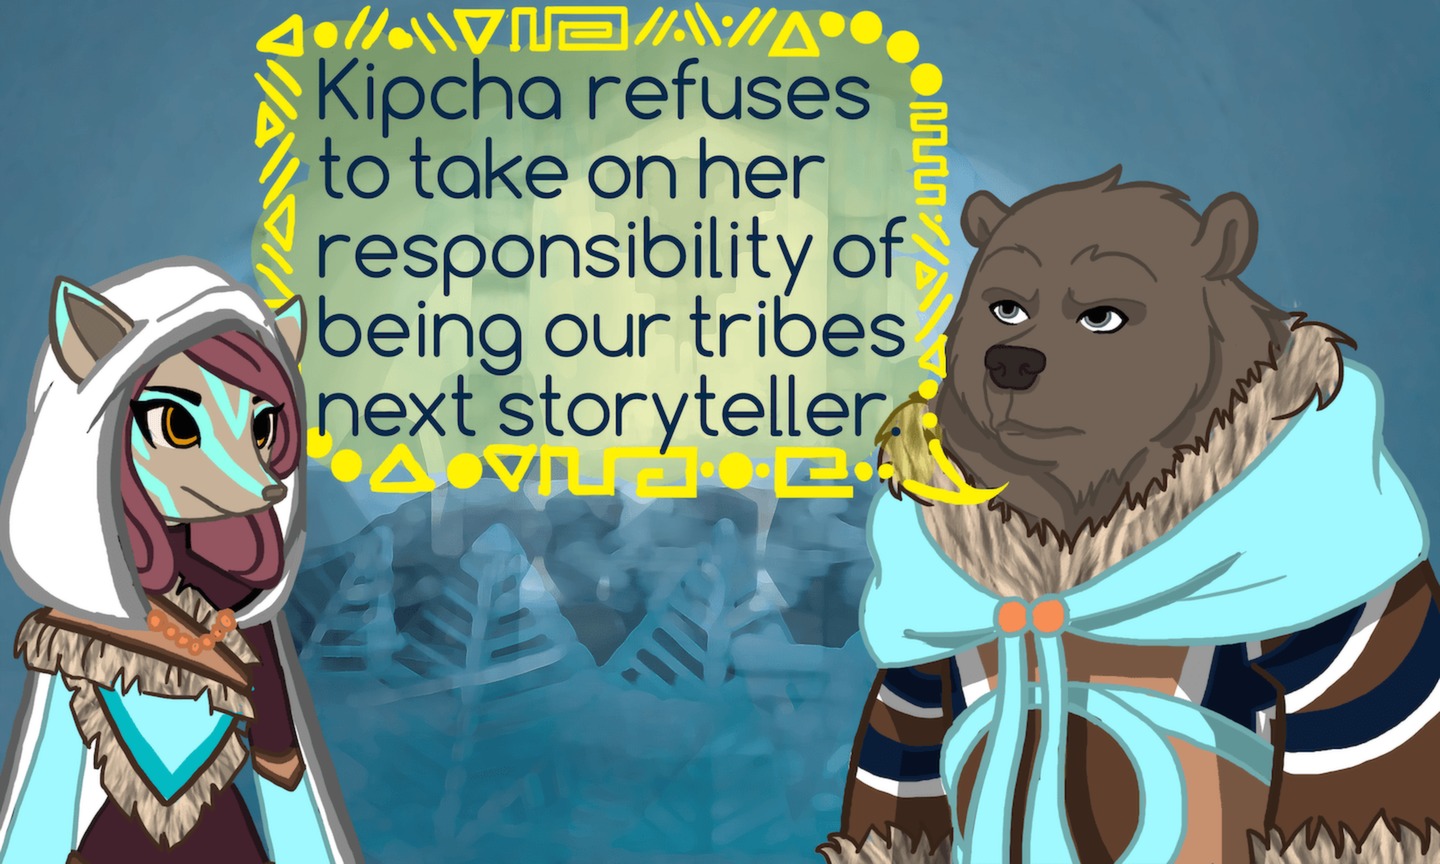 Kipcha refuses
to take on her
responsibility of
being our tribes
next storyteller.